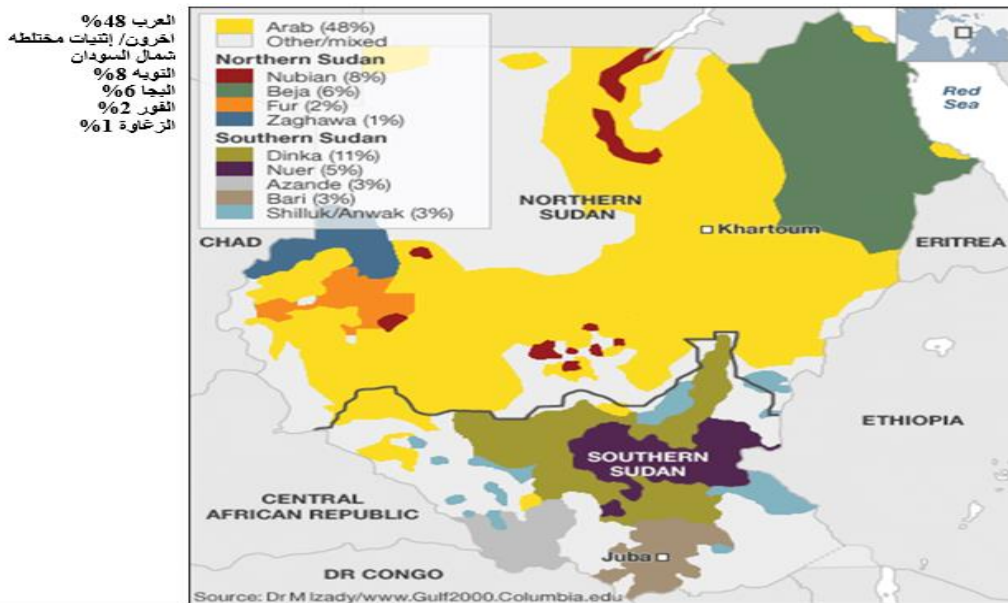 العرب 48%
اخرون/ إثنيات مختلطه
شمال السودان
النوبه 8%
البجا 6%
الفور 2%
الزغاوة 1%
Arab (48%)
Other/mixed
Northern Sudan
Nubian (8%)
Beja (6%)
Fur (2%)
Zaghawa (1%)
Southern Sudan
Dinka (11%)
Nuer (5%)
Azande (3%)
Bari (3%)
Shilluk/Anwak (3%)
Red
Sea
NORTHERN
SUDAN
Khartoum
CHAD
ERITREA
ETHIOPIA
SOUTHERN
SUDAN
CENTRAL
AFRICAN REPUBLIC
Juba
DR CONGO
Source: Dr M Izady/www.Gulf2000.Columbia.edu